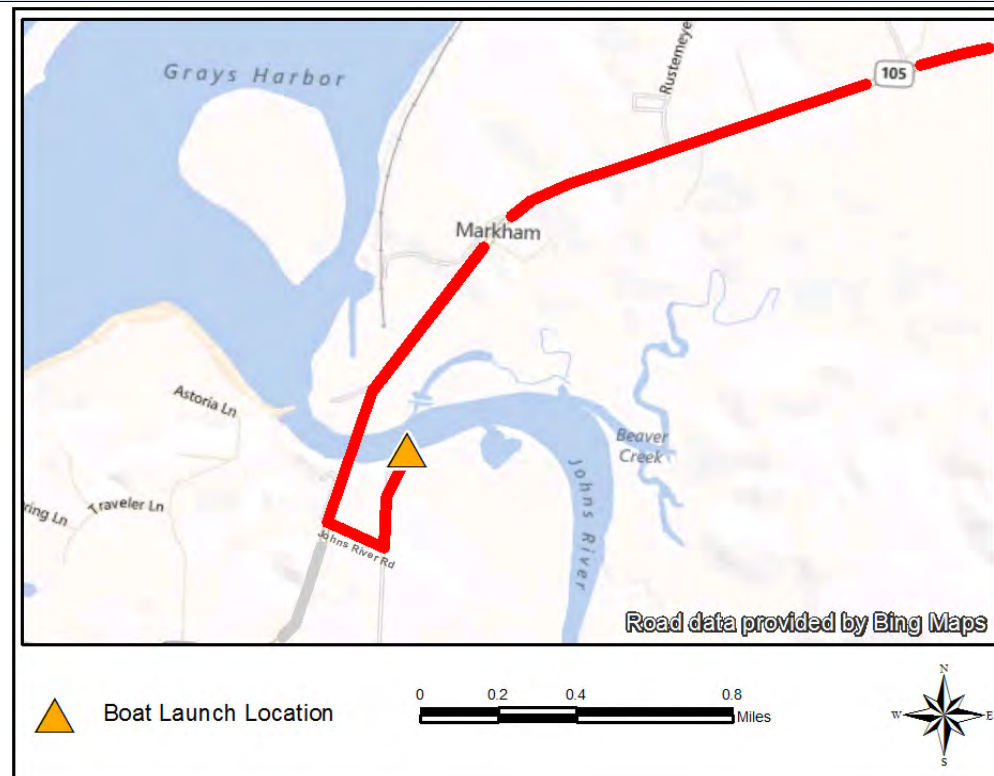 Grays Harbor
105
Rustemeye
Markham
Astoria Ln
Beaver
Creek
Traveler Ln
ring Ln
Johns River
Johns River Rd
Road data provided by Bing Maps
Boat Launch Location
0 0.2 0.4 0.8
Miles
N
W E
S